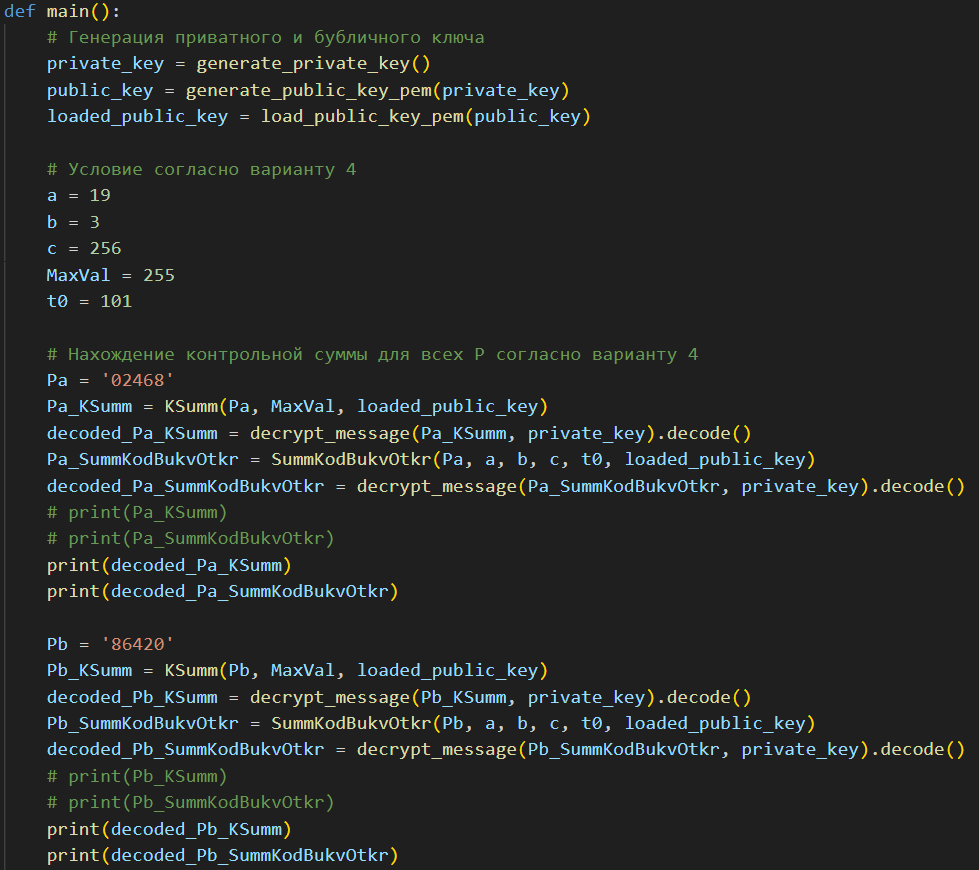 def main():
    # Генерация приватного и бубличного ключа
    private_key = generate_private_key()
    public_key = generate_public_key_pem(private_key)
    loaded_public_key = load_public_key_pem(public_key)

    # Условие согласно варианту 4
    a = 19
    b = 3
    c = 256
    MaxVal = 255
    t0 = 101

    # Нахождение контрольной суммы для всех P согласно варианту 4
    Pa = '02468'
    Pa_KSumm = KSumm(Pa, MaxVal, loaded_public_key)
    decoded_Pa_KSumm = decrypt_message(Pa_KSumm, private_key).decode()
    Pa_SummKodBukvOtkr = SummKodBukvOtkr(Pa, a, b, c, t0, loaded_public_key)
    decoded_Pa_SummKodBukvOtkr = decrypt_message(Pa_SummKodBukvOtkr, private_key).decode()
    # print(Pa_KSumm)
    # print(Pa_SummKodBukvOtkr)
    print(decoded_Pa_KSumm)
    print(decoded_Pa_SummKodBukvOtkr)

    Pb = '86420'
    Pb_KSumm = KSumm(Pb, MaxVal, loaded_public_key)
    decoded_Pb_KSumm = decrypt_message(Pb_KSumm, private_key).decode()
    Pb_SummKodBukvOtkr = SummKodBukvOtkr(Pb, a, b, c, t0, loaded_public_key)
    decoded_Pb_SummKodBukvOtkr = decrypt_message(Pb_SummKodBukvOtkr, private_key).decode()
    # print(Pb_KSumm)
    # print(Pb_SummKodBukvOtkr)
    print(decoded_Pb_KSumm)
    print(decoded_Pb_SummKodBukvOtkr)